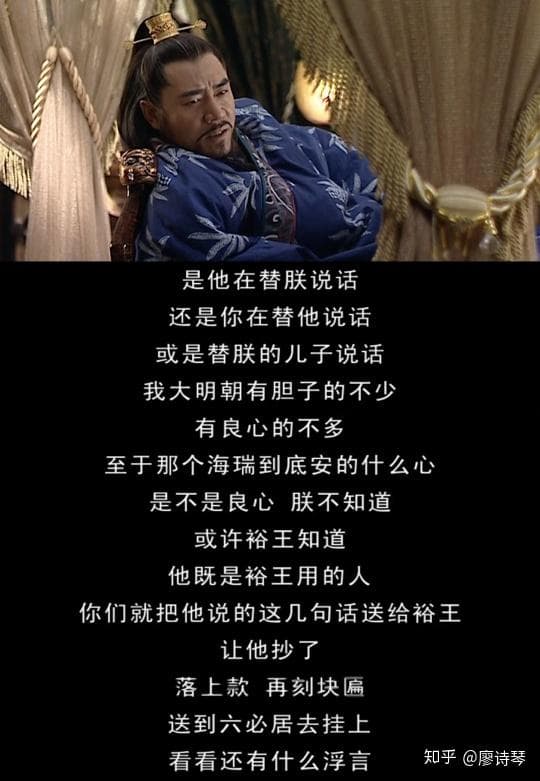 是他在替朕说话
还是你在替他说话
或是替朕的儿子说话
我大明朝有胆子的不少
有良心的不多
至于那个海瑞到底安的什么心
是不是良心 朕不知道
或许裕王知道
他既是裕王用的人
你们就把他说的这几句话送给裕王
让他抄了
落上款 再刻块匾
送到六必居去挂上
看看还有什么浮言
知乎 @廖诗琴